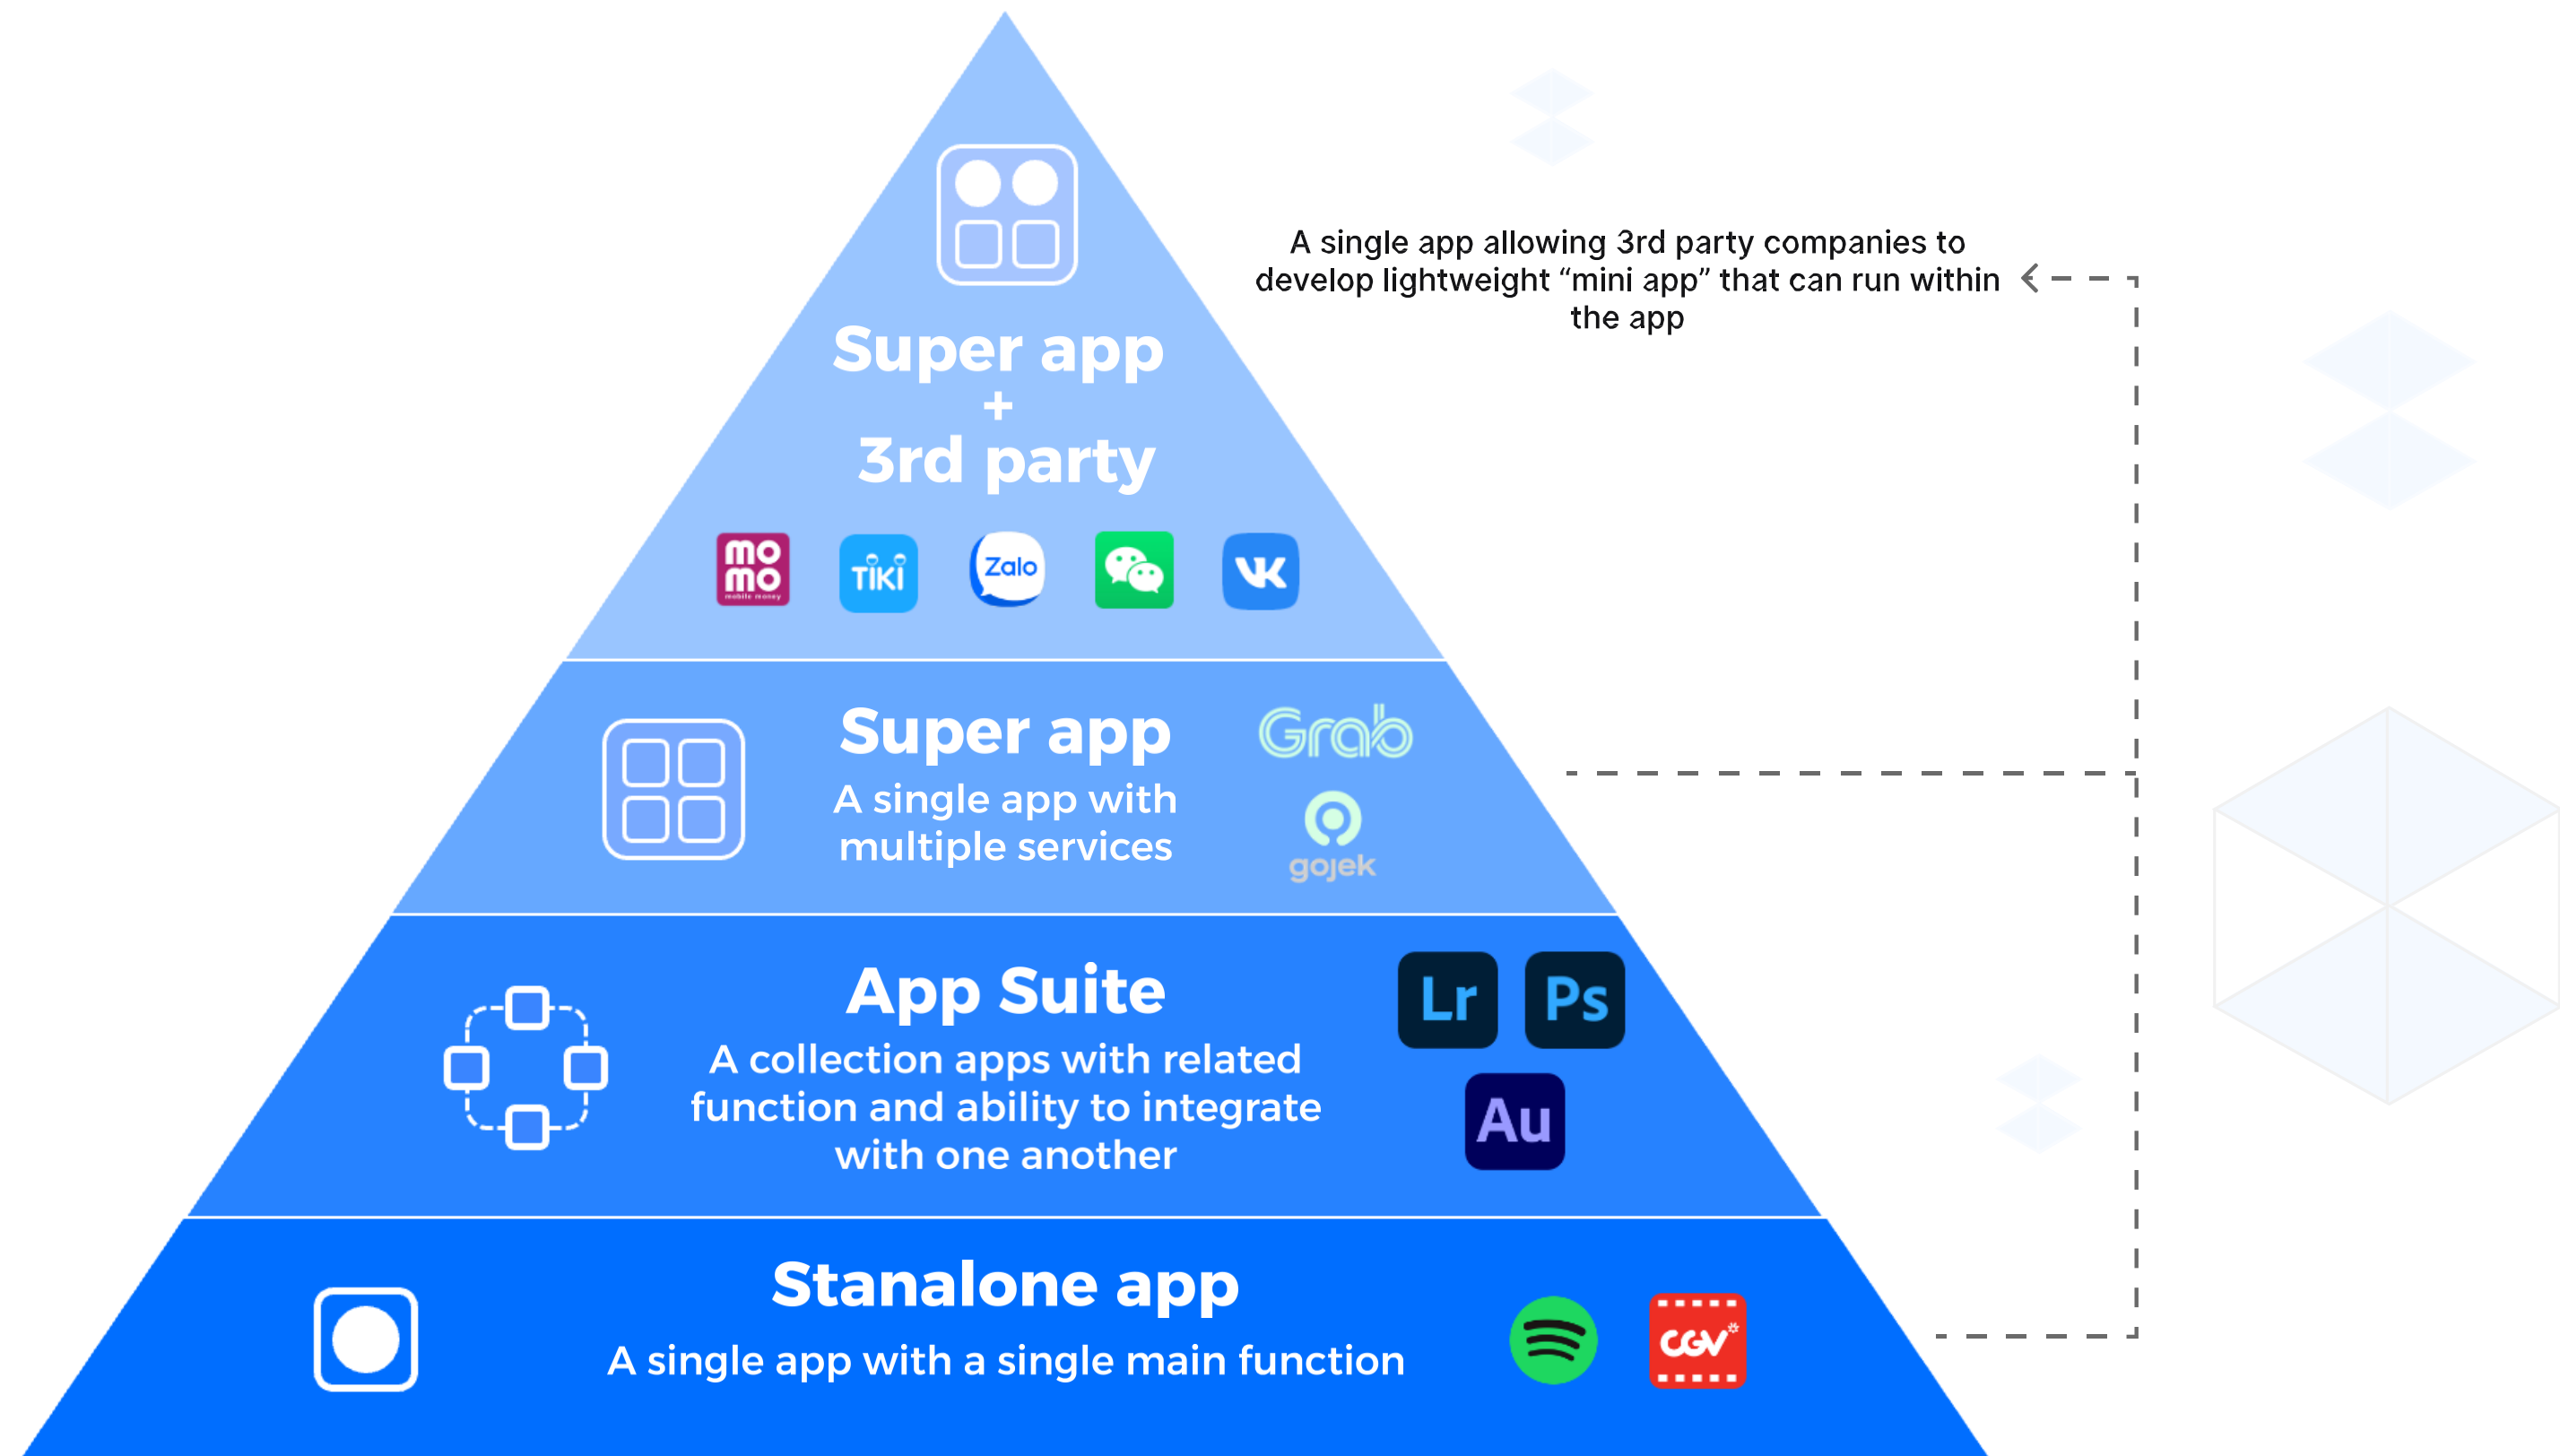 A single app allowing 3rd party companies to
develop lightweight “mini app” that can run within
the app
Super app
+
3rd party
mo
mo
mobile money
TIKI
Zalo
VK
Super app
A single app with
multiple services
Grab
gojek
App Suite
A collection apps with related
function and ability to integrate
with one another
Lr Ps
Au
Stanalone app
A single app with a single main function
CGV